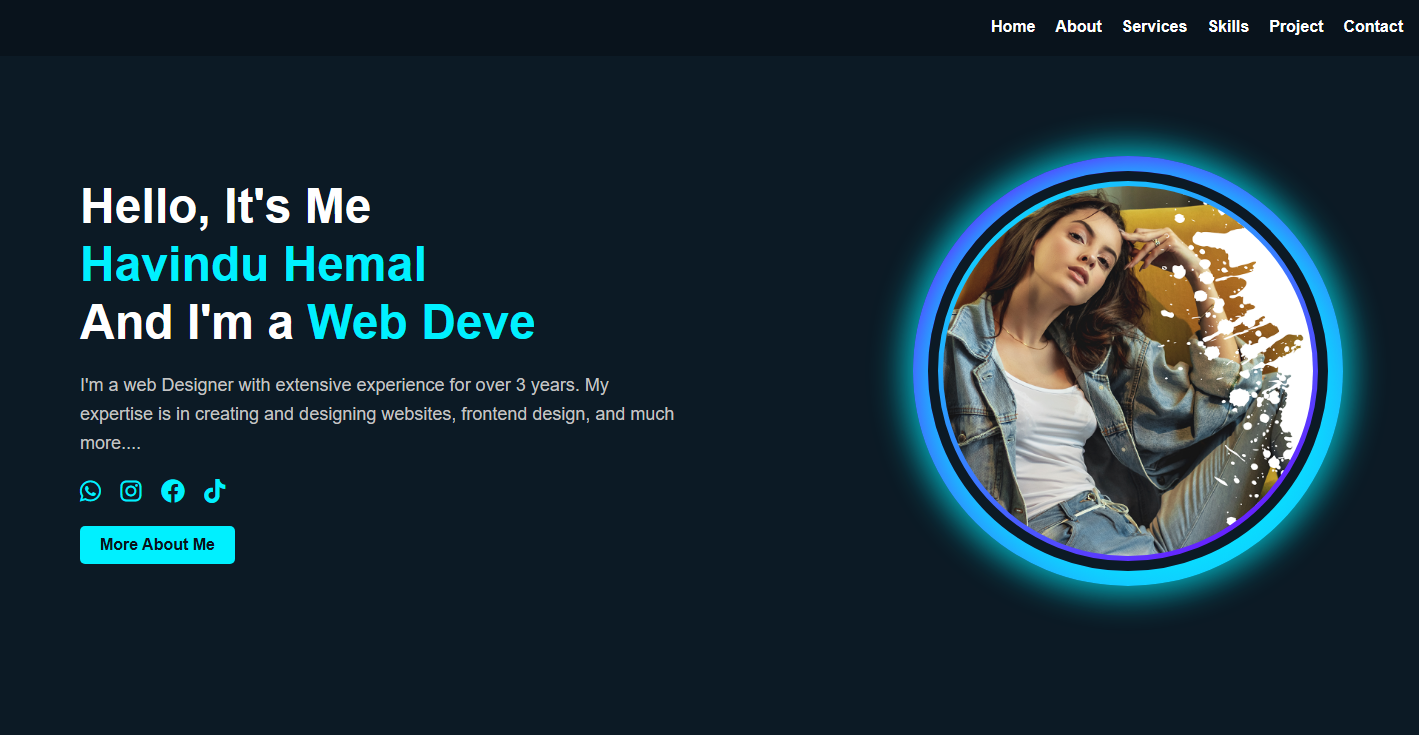 Home About Services Skills Project Contact
Hello, It's Me
Havindu Hemal
And I'm a Web Deve
I'm a web Designer with extensive experience for over 3 years. My
expertise is in creating and designing websites, frontend design, and much
more....
More About Me